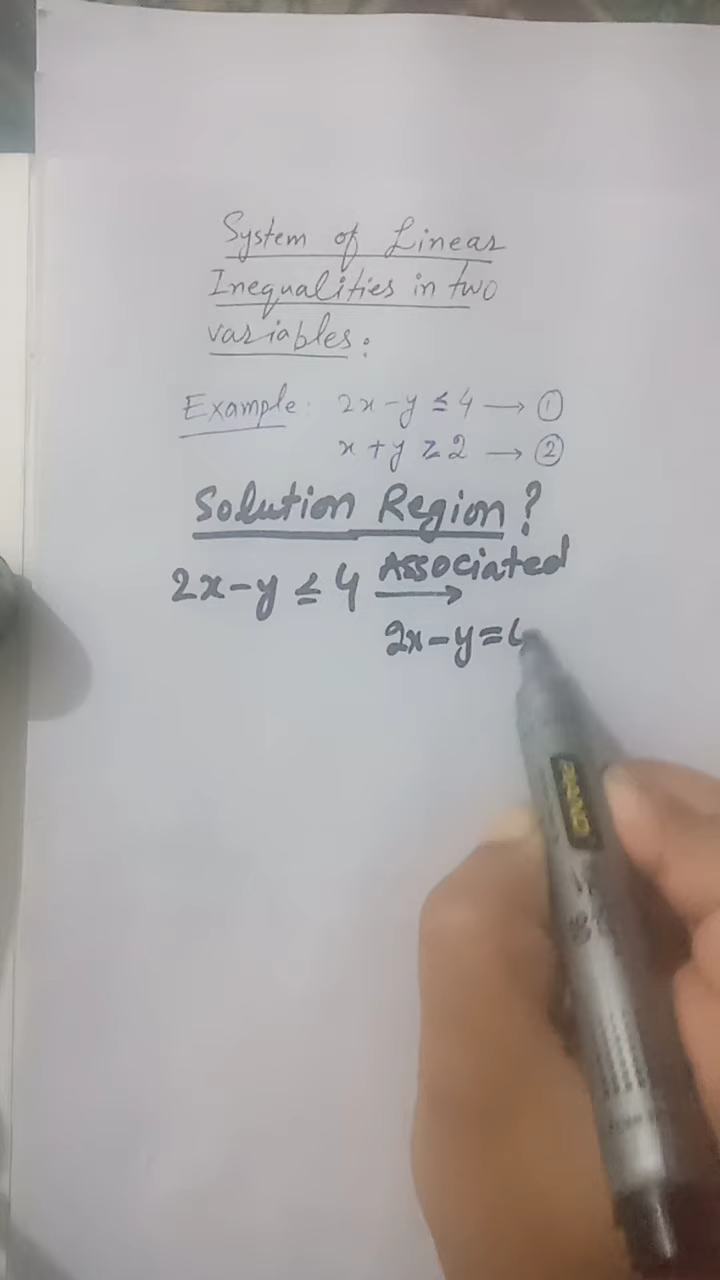 System of Linear
Inequalities in two
variables:
Example: 2x-y ≤ 4 → ①
x + y ≥ 2 → ②
Solution Region?
2x-y ≤ 4 Associated →
2x-y=